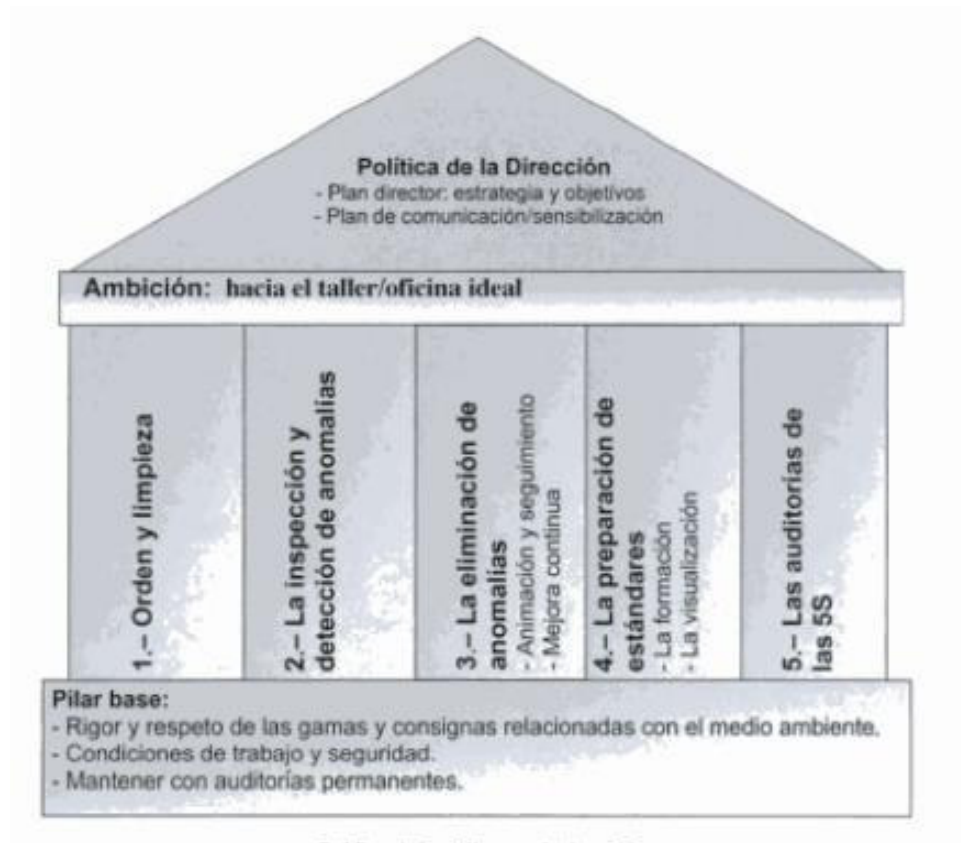 Política de la Dirección
- Plan director: estrategia y objetivos
- Plan de comunicación/sensibilización
Ambición: hacia el taller/oficina ideal
1.– Orden y limpieza
2.– La inspección y
detección de anomalías
3.– La eliminación de
anomalías
- Animación y seguimiento
- Mejora continua
4.– La preparación de
estándares
- La formación
- La visualización
5.– Las auditorías de
las 5S
Pilar base:
- Rigor y respeto de las gamas y consignas relacionadas con el medio ambiente.
- Condiciones de trabajo y seguridad.
- Mantener con auditorías permanentes.